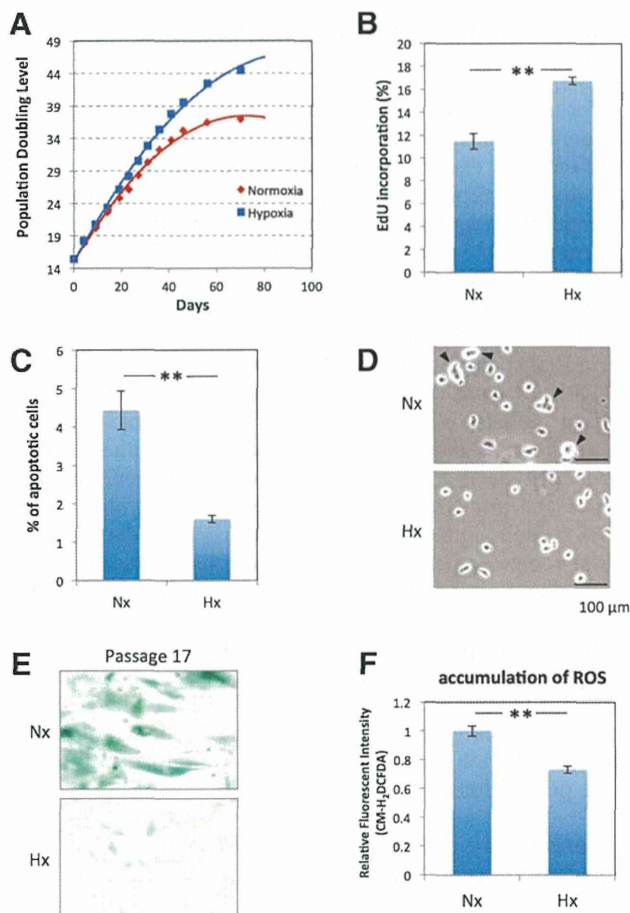 A
Population Doubling Level
49
44
39
34
29
24
19
14
0
20
40
60
80
100
Days
Normoxia
Hypoxia
B
EdU incorporation (%)
20
18
16
14
12
10
8
6
4
2
0
**
Nx
Hx
C
% of apoptotic cells
6
5
4
3
2
1
0
**
Nx
Hx
D
Nx
Hx
100 μm
E
Passage 17
Nx
Hx
F
accumulation of ROS
Relative Fluorescent Intensity
(CM-H₂DCFDA)
1.2
1
0.8
0.6
0.4
0.2
0
**
Nx
Hx